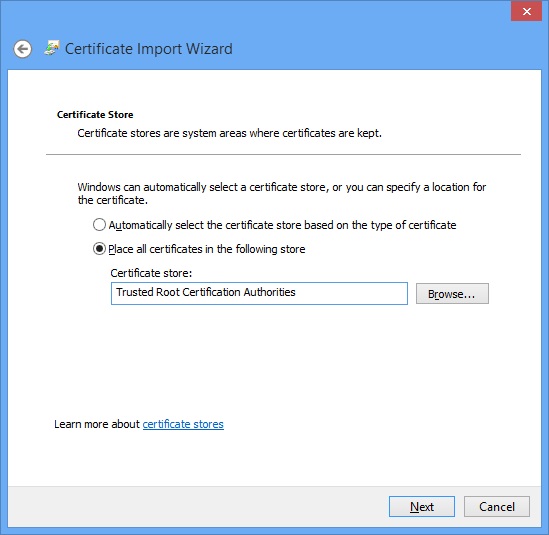 Certificate Import Wizard
Certificate Store
Certificate stores are system areas where certificates are kept.
Windows can automatically select a certificate store, or you can specify a location for
the certificate.
Automatically select the certificate store based on the type of certificate
Place all certificates in the following store
Certificate store:
Trusted Root Certification Authorities
Browse...
Learn more about certificate stores
Next
Cancel